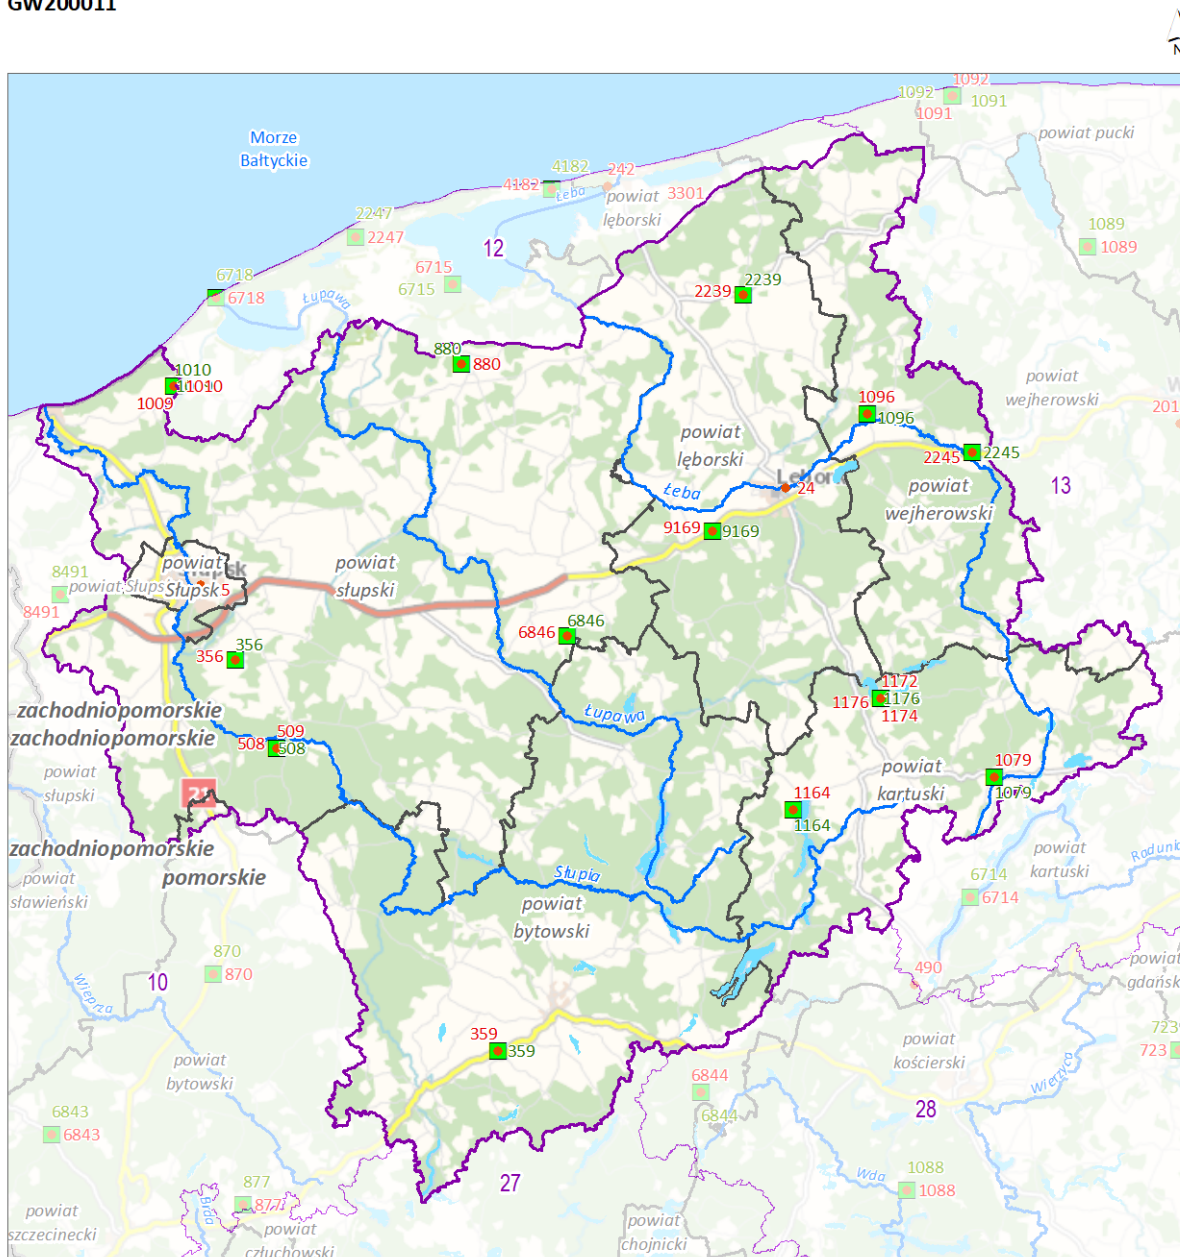 GW200011
N
1092
1092
1091
1091
powiat pucki
Morze
Bałtyckie
4182
4182
242
Łeba
powiat
lęborski
3301
2247
2247
12
1089
1089
6715
6715
6718
6718
Łupawa
2239
2239
880
880
1010
1010
1009
powiat
wejherowski
1096
1096
powiat
lęborski
2245
2245
Łeba
24
13
powiat
wejherowski
9169
9169
8491
8491
powiat
Słupsk
5
powiat
słupski
6846
6846
356
356
1172
1176
1176
1174
Łupawa
zachodniopomorskie
zachodniopomorskie
509
508
508
1079
1079
powiat
słupski
21
powiat
kartuski
1164
1164
zachodniopomorskie
pomorskie
powiat
kartuski
powiat
sławieński
Słupia
6714
6714
powiat
bytowski
870
870
10
Wieprza
490
powiat
359
359
powiat
kościerski
723
powiat
bytowski
6844
6844
Wierzyca
28
6843
6843
27
Wda
1088
1088
877
877
Brda
powiat
szczecinecki
powiat
człuchowski
powiat
chojnicki